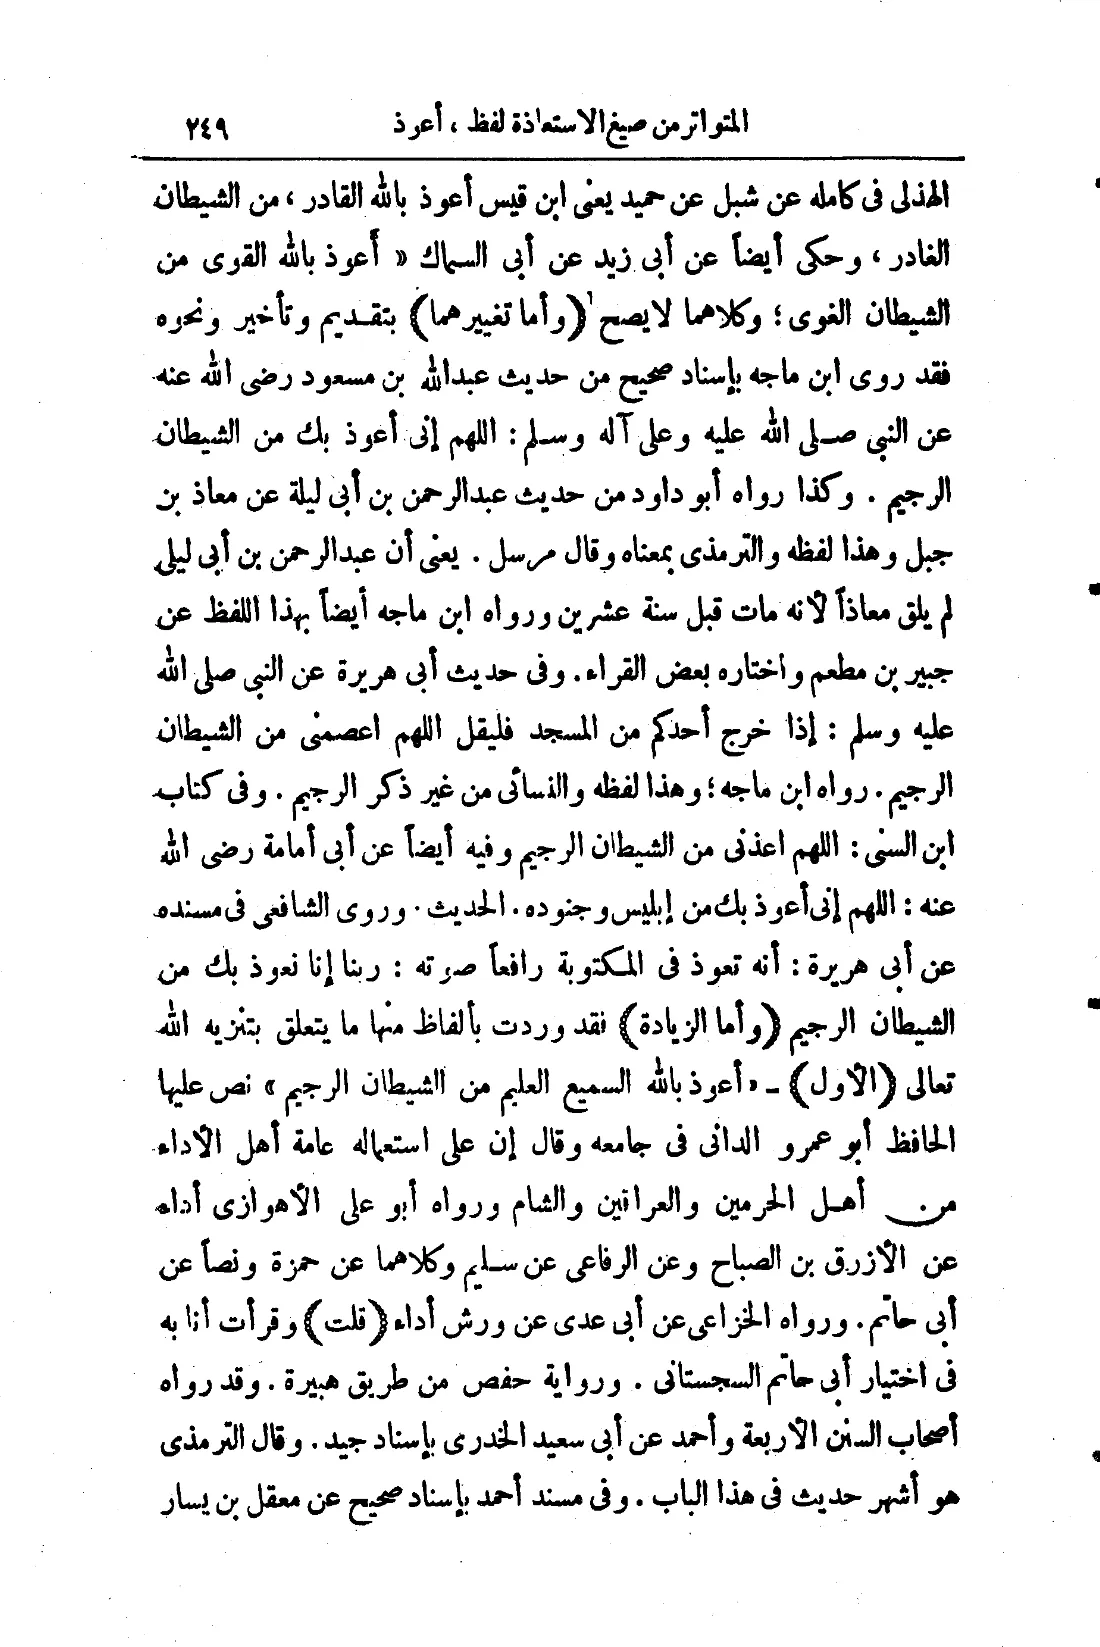 المتواتر من صيغ الاستعاذة لفظ ، أعوذ ٢٤٩
الهذلى فى كامله عن شبل عن حميد يعنى ابن قيس أعوذ بالله القادر ، من الشيطان
الغادر ، وحكى أيضاً عن أبى زيد عن أبى السماك « أعوذ بالله القوى من
الشيطان الغوى ؛ وكلاهما لايصح (وأما تغييرهما) بتقديم وتأخير ونحوه
فقد روى ابن ماجه بإسناد صحيح من حديث عبدالله بن مسعود رضى الله عنه
عن النبي صلى الله عليه وعلى آله وسلم : اللهم إنى أعوذ بك من الشيطان
الرجيم . وكذا رواه أبو داود من حديث عبدالرحمن بن أبى ليلة عن معاذ بن
جبل وهذا لفظه والترمذى بمعناه وقال مرسل . يعنى أن عبدالرحمن بن أبى ليلى
لم يلق معاذاً لأنه مات قبل سنة عشرين ورواه ابن ماجه أيضاً بهذا اللفظ عن
جبير بن مطعم واختاره بعض القراء . وفى حديث أبى هريرة عن النبي صلى الله
عليه وسلم : إذا خرج أحدكم من المسجد فليقل اللهم اعصمنى من الشيطان
الرجيم . رواه ابن ماجه ؛ وهذا لفظه والنسائى من غير ذكر الرجيم . وفى كتاب
ابن السنى : اللهم اعذنى من الشيطان الرجيم وفيه أيضاً عن أبى أمامة رضى الله
عنه : اللهم إنى أعوذ بك من إبليس وجنوده . الحديث . وروى الشافعى فى مسنده
عن أبى هريرة : أنه تعوذ فى المكتوبة رافعاً صوته : ربنا إنا نعوذ بك من
الشيطان الرجيم (وأما الزيادة) فقد وردت بألفاظ منها ما يتعلق بتنزيه الله
تعالى (الأول) - « أعوذ بالله السميع العليم من الشيطان الرجيم » نص عليها
الحافظ أبو عمرو الدانى فى جامعه وقال إن على استعماله عامة أهل الأداء
من أهل الحرمين والعراقين والشام ورواه أبو على الأهوازى أداء
عن الأزرق بن الصباح وعن الرفاعى عن سليم وكلاهما عن حمزة ونصاً عن
أبى حاتم . ورواه الخزاعى عن أبى عدى عن ورش أداء (قلت) وقرأت أنا به
فى اختيار أبى حاتم السجستانى . ورواية حفص من طريق هبيرة . وقد رواه
أصحاب السنن الأربعة وأحمد عن أبى سعيد الخدرى بإسناد جيد . وقال الترمذى
هو أشهر حديث فى هذا الباب . وفى مسند أحمد بإسناد صحيح عن معقل بن يسار